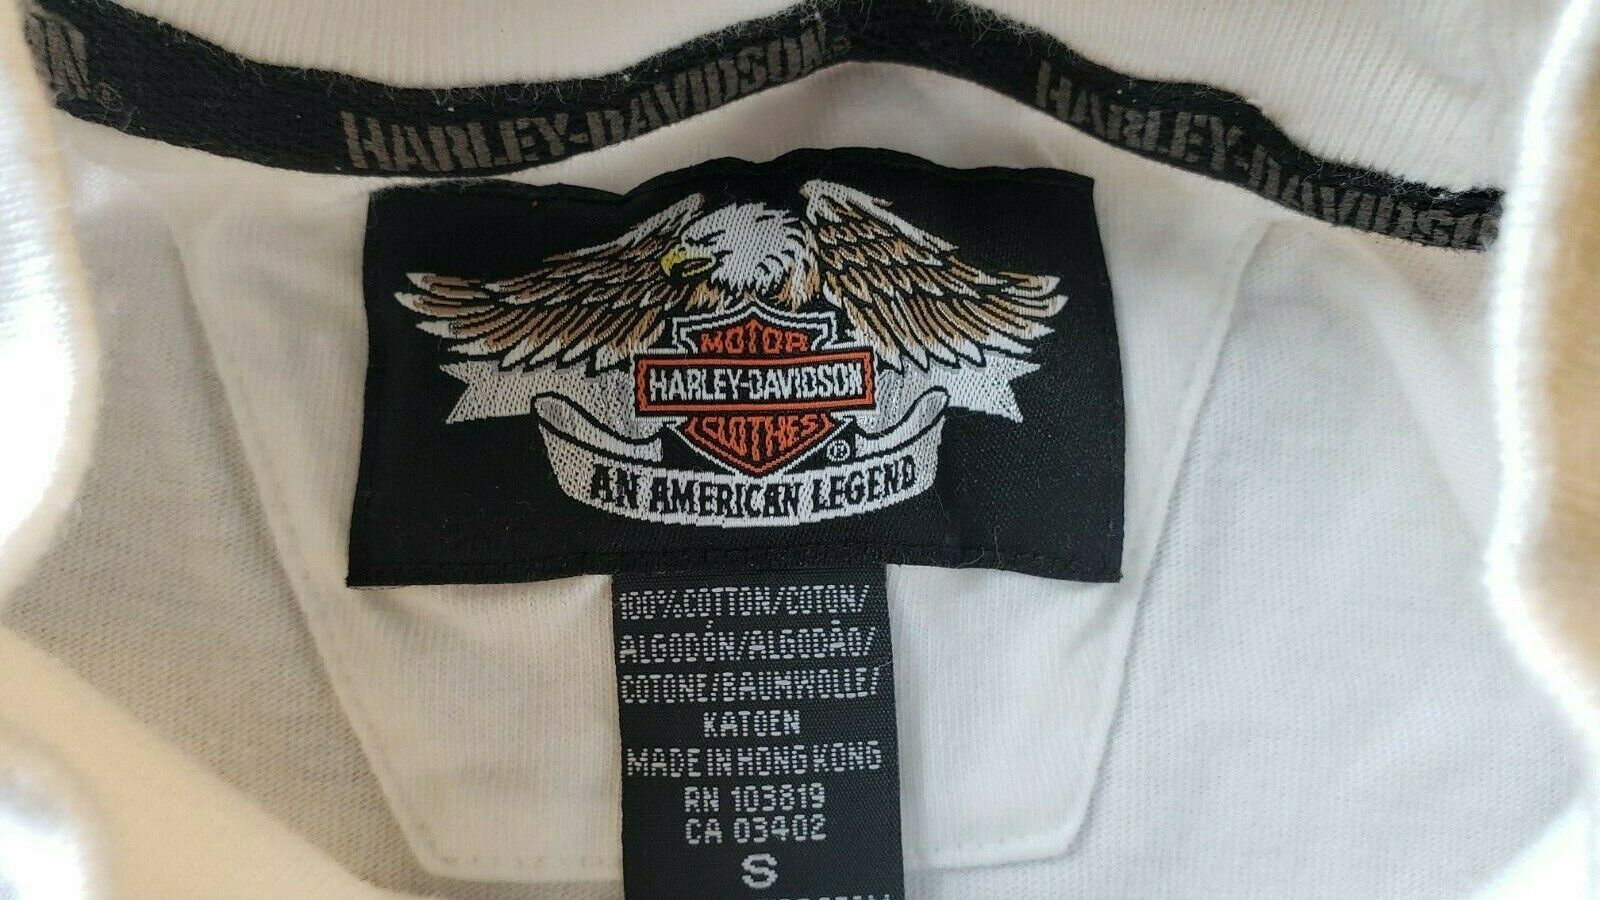 ON®
HARLEY-DAVIDSON®
HARLEY-DAVIDSON
MOTOR
HARLEY-DAVIDSON
CLOTHES
®
AN AMERICAN LEGEND
100%COTTON/COTON/
ALGODÓN/ALGODÃO/
COTONE/BAUMWOLLE/
KATOEN
MADE IN HONG KONG
RN 103819
CA 03402
S